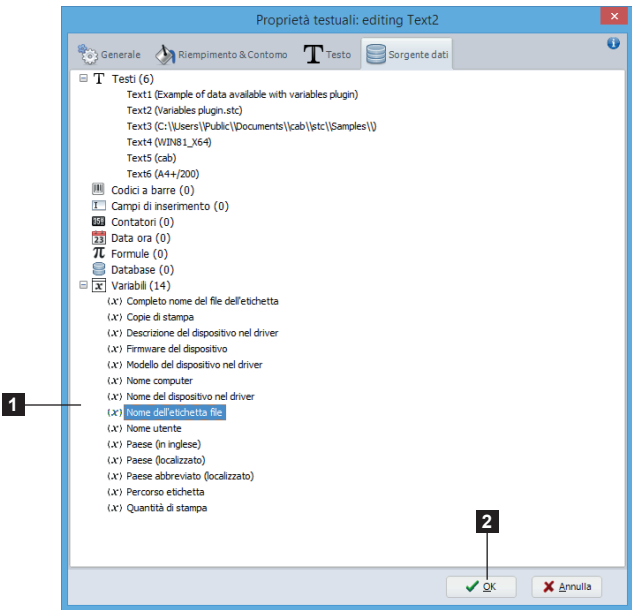 Proprietà testuali: editing Text2
Generale
Riempimento & Contorno
Testo
Sorgente dati
Testi (6)
Text1 (Example of data available with variables plugin)
Text2 (Variables plugin.stc)
Text3 (C:\\Users\\Public\\Documents\\cab\\stc\\Samples\\)
Text4 (WIN81_X64)
Text5 (cab)
Text6 (A4+/200)
Codici a barre (0)
Campi di inserimento (0)
Contatori (0)
Data ora (0)
Formule (0)
Database (0)
Variabili (14)
(x) Completo nome del file dell'etichetta
(x) Copie di stampa
(x) Descrizione del dispositivo nel driver
(x) Firmware del dispositivo
(x) Modello del dispositivo nel driver
(x) Nome computer
(x) Nome del dispositivo nel driver
1
(x) Nome dell'etichetta file
(x) Nome utente
(x) Paese (in inglese)
(x) Paese (localizzato)
(x) Paese abbreviato (localizzato)
(x) Percorso etichetta
(x) Quantità di stampa
2
OK
Annulla